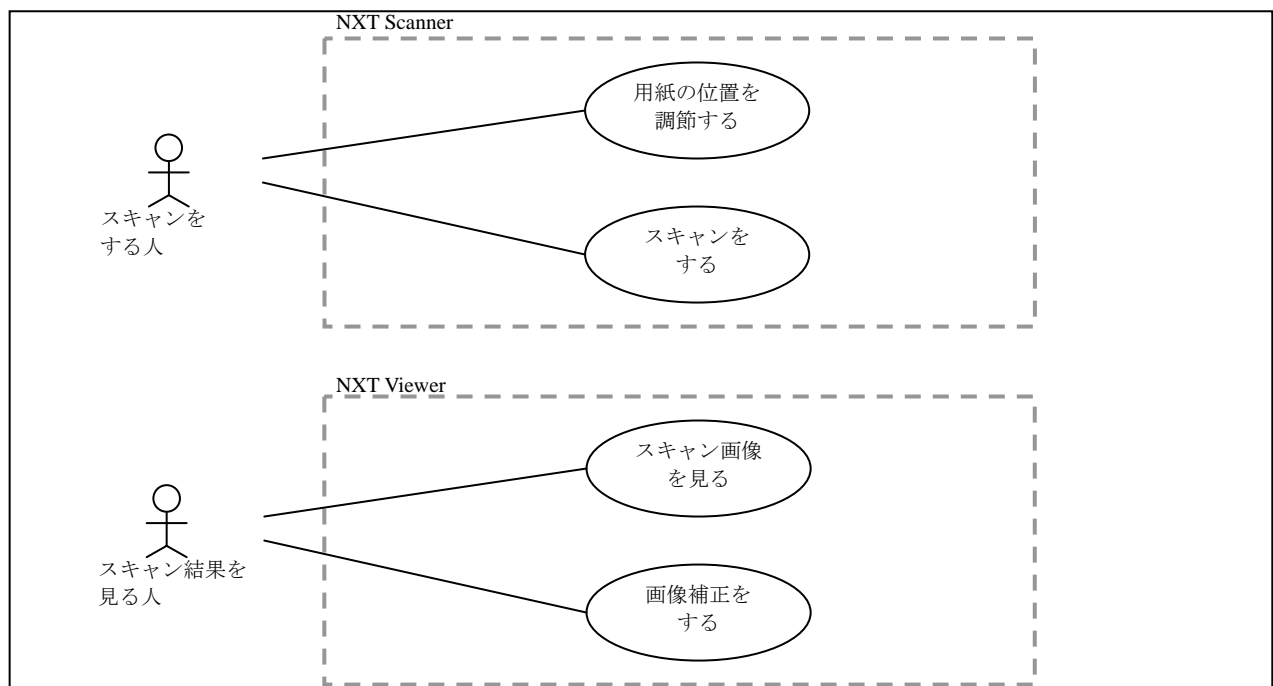 NXT Scanner
用紙の位置を
調節する
スキャンを
する人
スキャンを
する
NXT Viewer
スキャン画像
を見る
スキャン結果を
見る人
画像補正を
する